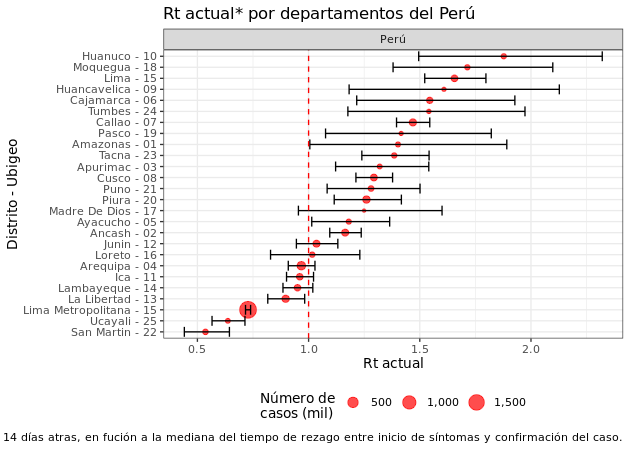 Rt actual* por departamentos del Perú
Perú
Distrito - Ubigeo
Huanuco - 10
Moquegua - 18
Lima - 15
Huancavelica - 09
Cajamarca - 06
Tumbes - 24
Callao - 07
Pasco - 19
Amazonas - 01
Tacna - 23
Apurimac - 03
Cusco - 08
Puno - 21
Piura - 20
Madre De Dios - 17
Ayacucho - 05
Ancash - 02
Junin - 12
Loreto - 16
Arequipa - 04
Ica - 11
Lambayeque - 14
La Libertad - 13
Lima Metropolitana - 15
Ucayali - 25
San Martin - 22
0.5 1.0 1.5 2.0
Rt actual
Número de
casos (mil)
500 1,000 1,500
14 días atras, en fución a la mediana del tiempo de rezago entre inicio de síntomas y confirmación del caso.